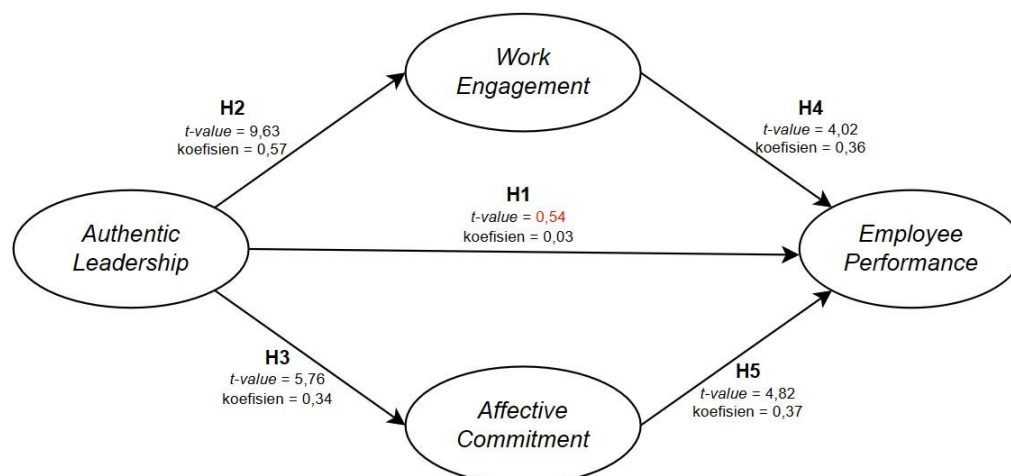 Work
Engagement
H2
t-value = 9,63
koefisien = 0,57
H4
t-value = 4,02
koefisien = 0,36
H1
t-value = 0,54
koefisien = 0,03
Authentic
Leadership
Employee
Performance
H3
t-value = 5,76
koefisien = 0,34
H5
t-value = 4,82
koefisien = 0,37
Affective
Commitment